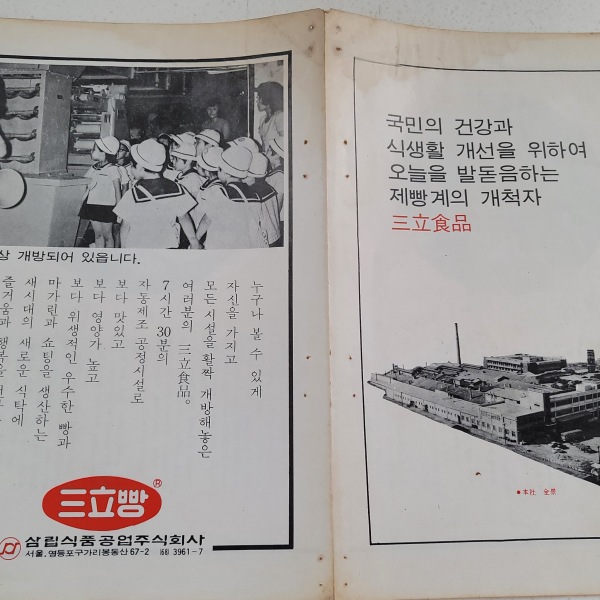 상 개방되어 있읍니다.
누구나 볼 수 있게
자신을 가지고
모든 시설을 활짝 개방해놓은
여러분의 三立食品。
7시간 30분의
자동제조 공정시설로
보다 맛있고
보다 영양가 높고
보다 위생적인 우수한 빵과
마가린과 쇼팅을 생산하는
새시대의 새로운 식탁에
즐거움과 행복을
三立빵 ®
삼립식품공업주식회사
서울.영등포구가리봉동산 67-2 (68) 3961-7
국민의 건강과
식생활 개선을 위하여
오늘을 발돋음하는
제빵계의 개척자
三立食品
■本社 全景